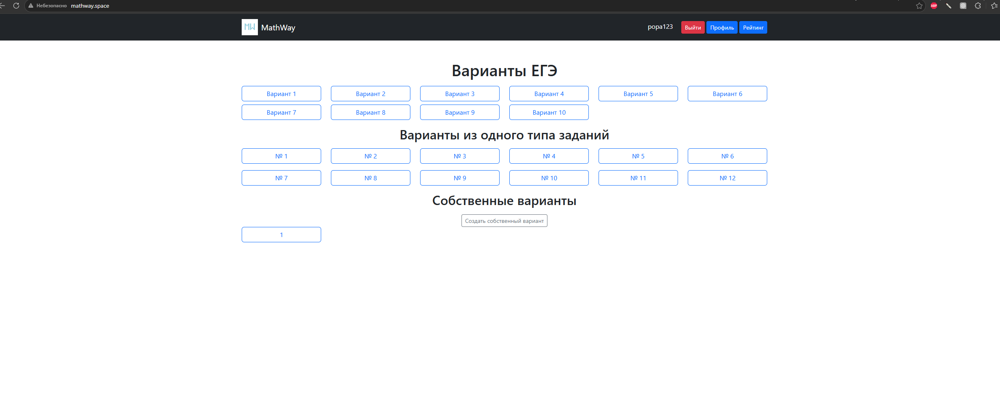 Небезопасно mathway.space
ABP
MW MathWay popa123 Выйти Профиль Рейтинг
Варианты ЕГЭ
Вариант 1 Вариант 2 Вариант 3 Вариант 4 Вариант 5 Вариант 6
Вариант 7 Вариант 8 Вариант 9 Вариант 10
Варианты из одного типа заданий
№ 1 № 2 № 3 № 4 № 5 № 6
№ 7 № 8 № 9 № 10 № 11 № 12
Собственные варианты
Создать собственный вариант
1